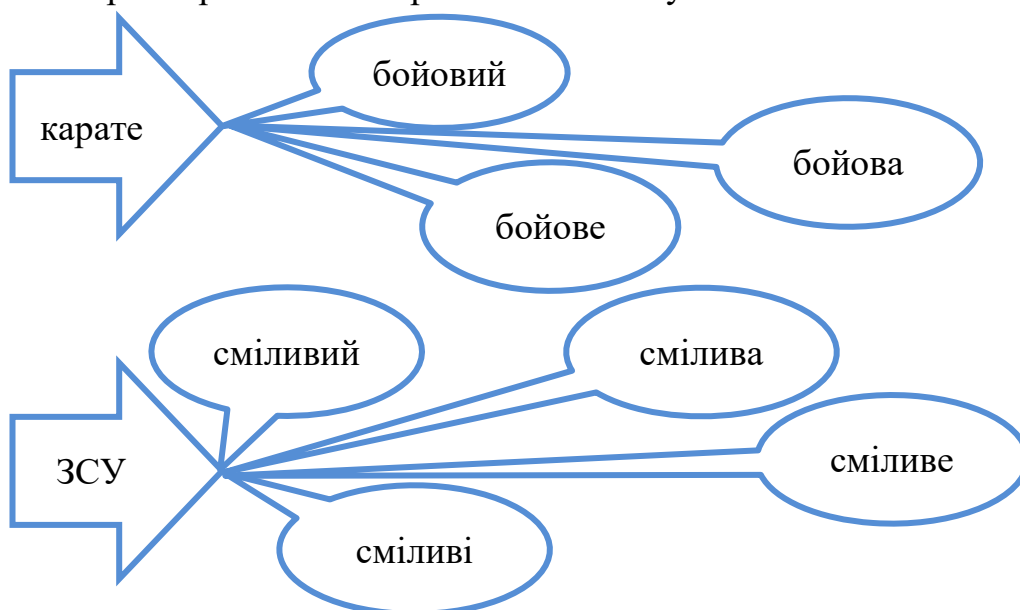 бойовий
карате
бойова
бойове
сміливий
смілива
сміливе
ЗСУ
сміливі